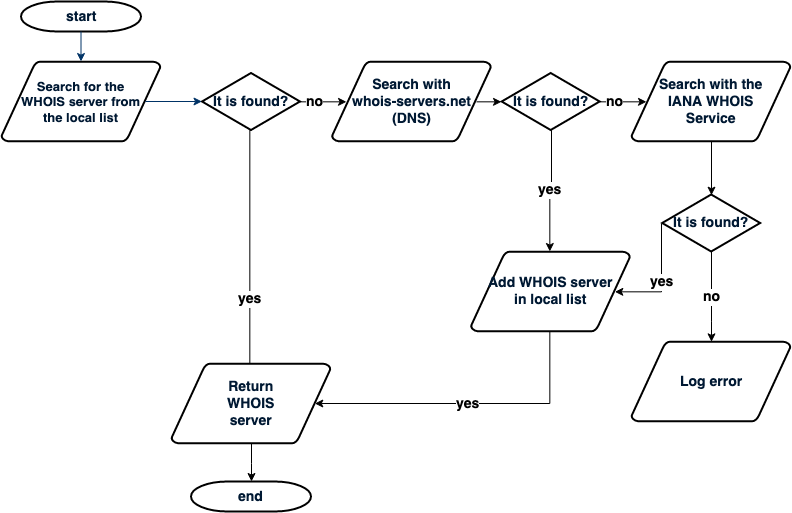 start
Search for the
WHOIS server from
the local list
It is found?
no
Search with
whois-servers.net
(DNS)
It is found?
no
Search with the
IANA WHOIS
Service
yes
It is found?
yes
no
Add WHOIS server
in local list
yes
Log error
Return
WHOIS
server
yes
end